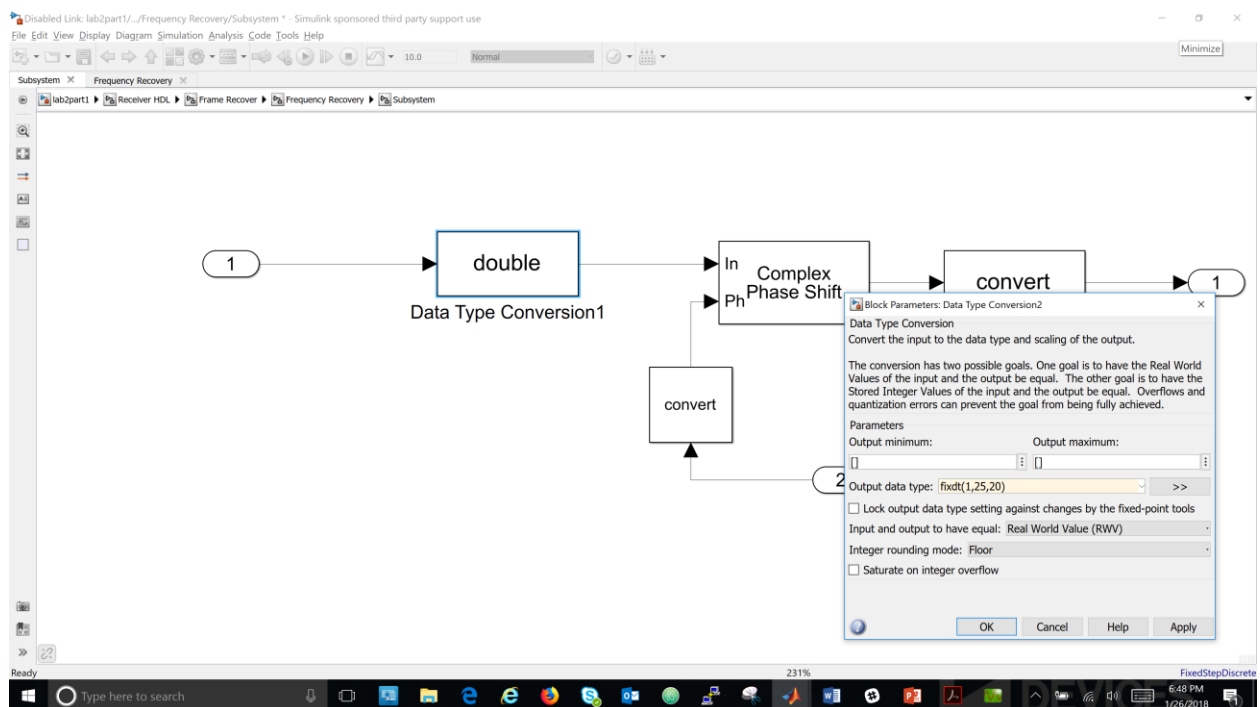 Disabled Link: lab2part1/.../Frequency Recovery/Subsystem * - Simulink sponsored third party support use
File Edit View Display Diagram Simulation Analysis Code Tools Help
10.0 Normal
Minimize
Subsystem Frequency Recovery
lab2part1 Receiver HDL Frame Recover Frequency Recovery Subsystem
1
double
Data Type Conversion1
In
Ph
Complex
Phase Shift
convert
1
convert
2
Block Parameters: Data Type Conversion2
Data Type Conversion
Convert the input to the data type and scaling of the output.
The conversion has two possible goals. One goal is to have the Real World
Values of the input and the output be equal. The other goal is to have the
Stored Integer Values of the input and the output be equal. Overflows and
quantization errors can prevent the goal from being fully achieved.
Parameters
Output minimum: Output maximum:
[] []
Output data type: fixdt(1,25,20) >>
Lock output data type setting against changes by the fixed-point tools
Input and output to have equal: Real World Value (RWV)
Integer rounding mode: Floor
Saturate on integer overflow
OK Cancel Help Apply
Ready 231% FixedStepDiscrete
Type here to search
6:48 PM
1/26/2018